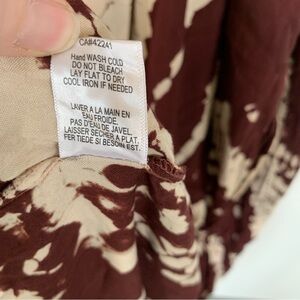 CA#42241
Hand WASH COLD
DO NOT BLEACH
LAY FLAT TO DRY
COOL IRON IF NEEDED
LAVER A LA MAIN EN
EAU FROIDE.
PAS D'EAU DE JAVEL.
LAISSER SECHER A PLAT.
FER TIEDE SI BESOIN EST.